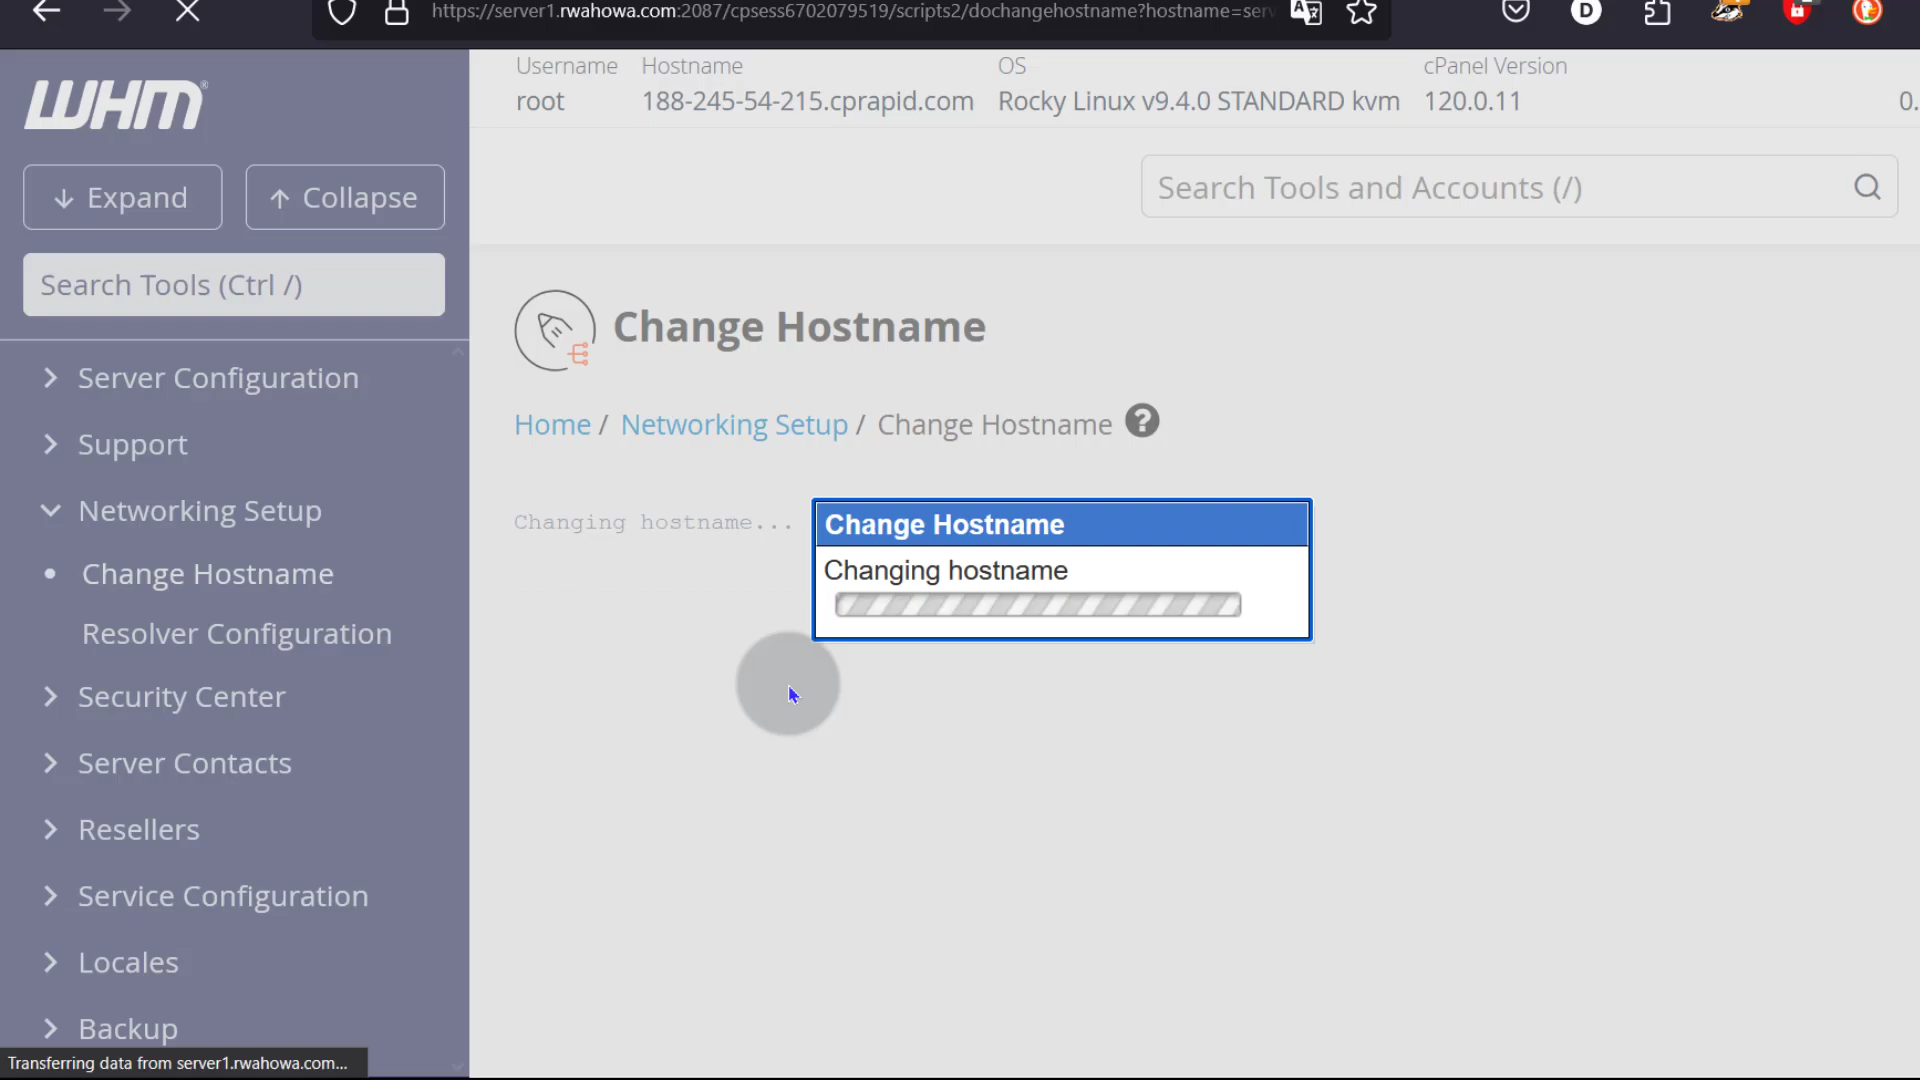 https://server1.rwahowa.com:2087/cpsess6702079519/scripts2/dochangehostname?hostname=serv
D
WHM®
Expand
Collapse
Search Tools (Ctrl /)
Server Configuration
Support
Networking Setup
Change Hostname
Resolver Configuration
Security Center
Server Contacts
Resellers
Service Configuration
Locales
Backup
Transferring data from server1.rwahowa.com...
Username Hostname OS cPanel Version
root 188-245-54-215.cprapid.com Rocky Linux v9.4.0 STANDARD kvm 120.0.11 0.
Search Tools and Accounts (/)
Change Hostname
Home / Networking Setup / Change Hostname ?
Changing hostname...
Change Hostname
Changing hostname